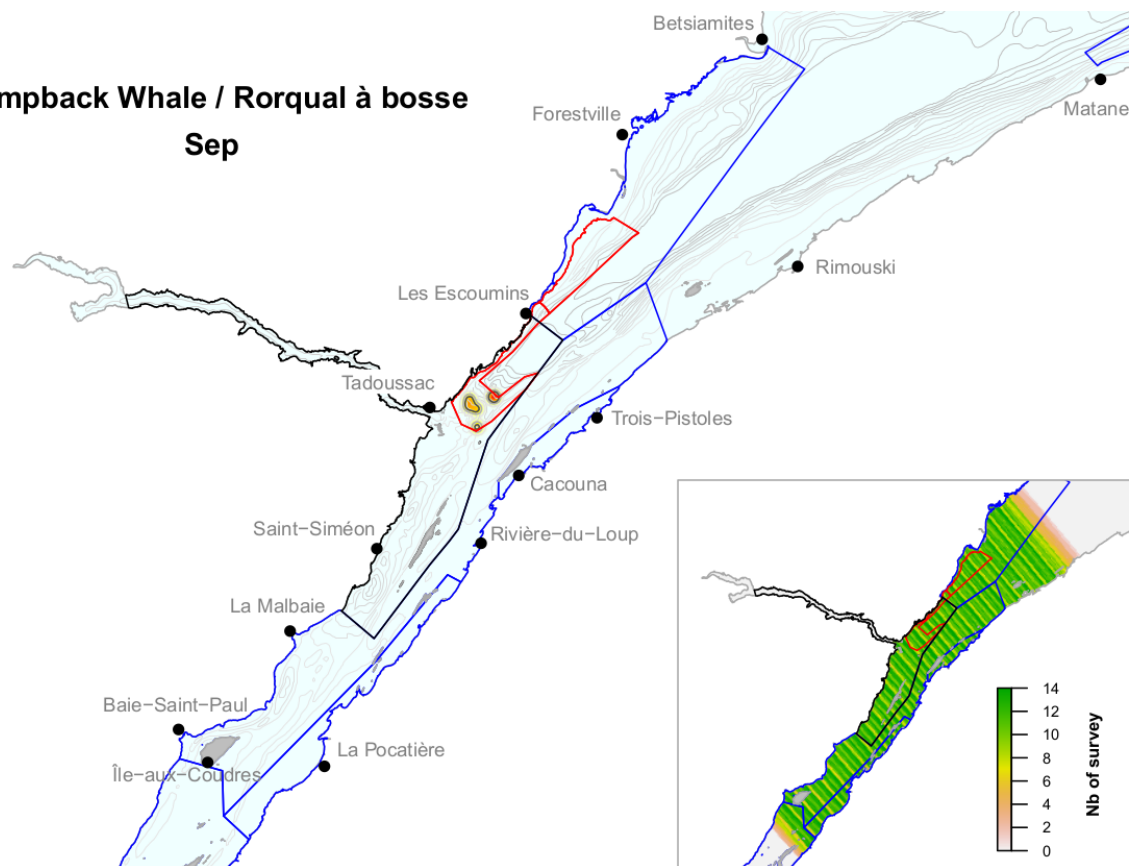 mpback Whale / Rorqual à bosse
Sep
Betsiamites
Forestville
Matane
Rimouski
Les Escoumins
Tadoussac
Trois−Pistoles
Cacouna
Saint−Siméon
Rivière−du−Loup
La Malbaie
Baie−Saint−Paul
La Pocatière
Île−aux−Coudres
14
12
10
8
6
4
2
0
Nb of survey